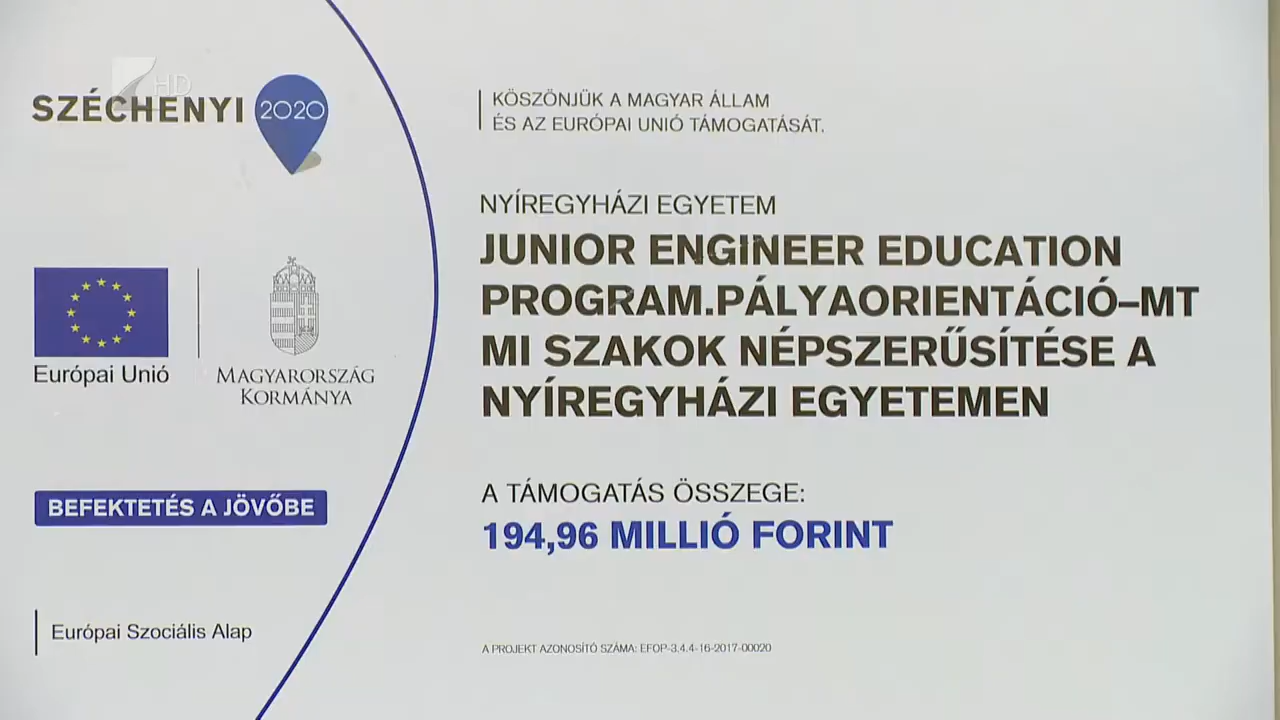 HD
SZÉCHENYI 2020
KÖSZÖNJÜK A MAGYAR ÁLLAM
ÉS AZ EURÓPAI UNIÓ TÁMOGATÁSÁT.
NYÍREGYHÁZI EGYETEM
JUNIOR ENGINEER EDUCATION
PROGRAM.PÁLYAORIENTÁCIÓ–MT
MI SZAKOK NÉPSZERŰSÍTÉSE A
NYÍREGYHÁZI EGYETEMEN
Európai Unió
MAGYARORSZÁG
KORMÁNYA
A TÁMOGATÁS ÖSSZEGE:
194,96 MILLIÓ FORINT
BEFEKTETÉS A JÖVŐBE
Európai Szociális Alap
A PROJEKT AZONOSÍTÓ SZÁMA: EFOP-3.4.4-16-2017-00020